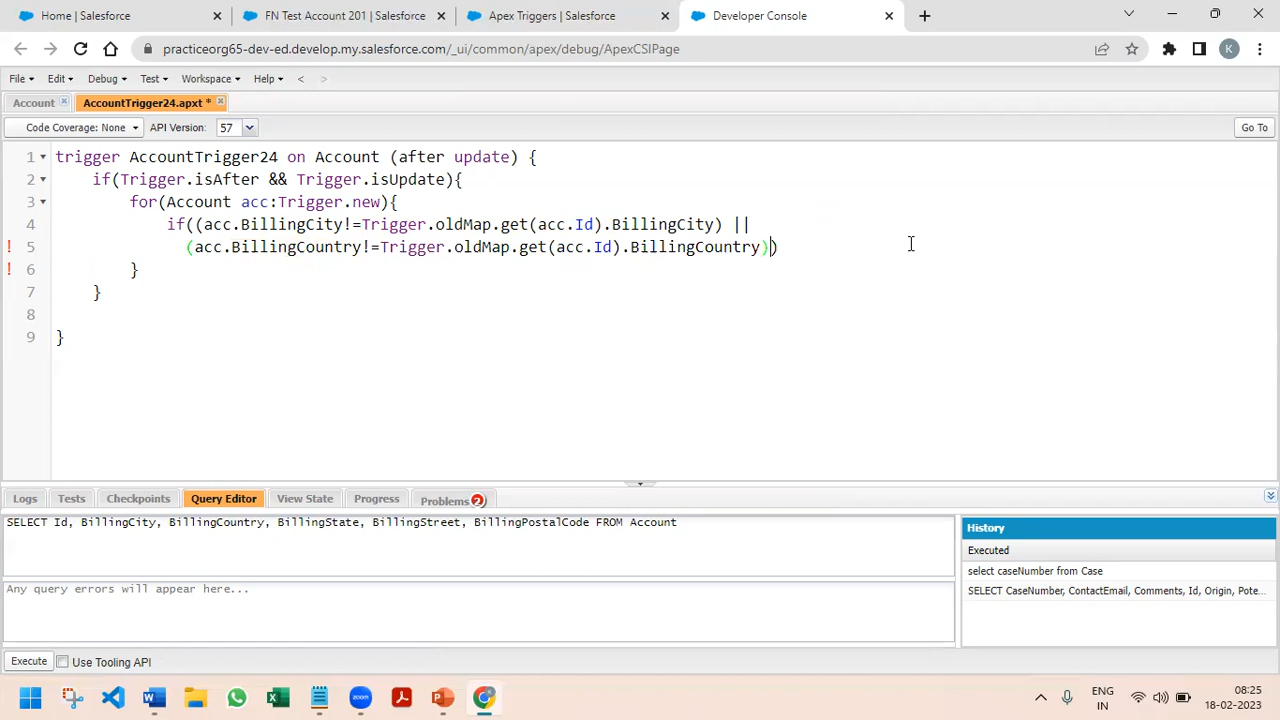 Home | Salesforce
FN Test Account 201 | Salesforce
Apex Triggers | Salesforce
Developer Console
practiceorg65-dev-ed.develop.my.salesforce.com/_ui/common/apex/debug/ApexCSIPage
K
File Edit Debug Test Workspace Help < >
Account AccountTrigger24.apxt *
Code Coverage: None API Version: 57 Go To
1 trigger AccountTrigger24 on Account (after update) {
2 if(Trigger.isAfter && Trigger.isUpdate){
3 for(Account acc:Trigger.new){
4 if((acc.BillingCity!=Trigger.oldMap.get(acc.Id).BillingCity) ||
! 5 (acc.BillingCountry!=Trigger.oldMap.get(acc.Id).BillingCountry))
! 6 }
7 }
8
9 }
Logs Tests Checkpoints Query Editor View State Progress Problems 2
SELECT Id, BillingCity, BillingCountry, BillingState, BillingStreet, BillingPostalCode FROM Account
Any query errors will appear here...
History
Executed
select caseNumber from Case
SELECT CaseNumber, ContactEmail, Comments, Id, Origin, Pote...
Execute Use Tooling API
ENG
IN
08:25
18-02-2023